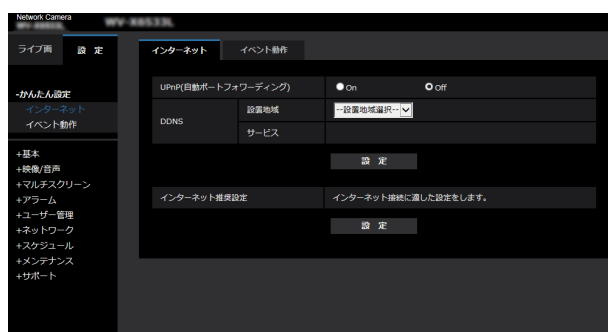 Network Camera
ライブ画 設 定
インターネット イベント動作
-かんたん設定
インターネット
イベント動作
+基本
+映像/音声
+マルチスクリーン
+アラーム
+ユーザー管理
+ネットワーク
+スケジュール
+メンテナンス
+サポート
UPnP(自動ポートフォワーディング) On Off
DDNS 設置地域 --設置地域選択--
サービス
設 定
インターネット推奨設定 インターネット接続に適した設定をします。
設 定